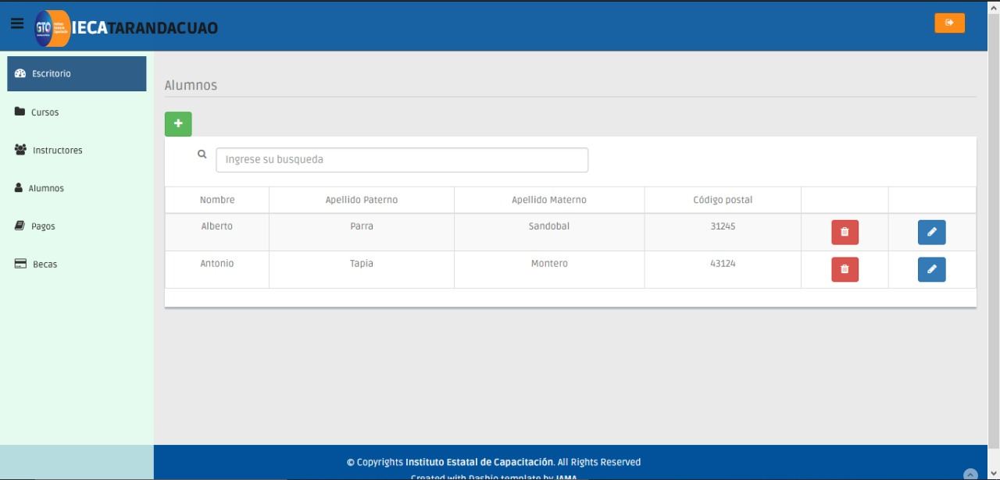 GTO
IECATARANDACUAO
Escritorio
Cursos
Instructores
Alumnos
Pagos
Becas
Alumnos
Ingrese su busqueda
Nombre Apellido Paterno Apellido Materno Código postal
Alberto Parra Sandobal 31245
Antonio Tapia Montero 43124
© Copyrights Instituto Estatal de Capacitación. All Rights Reserved
Created with Dashio template by JAMA